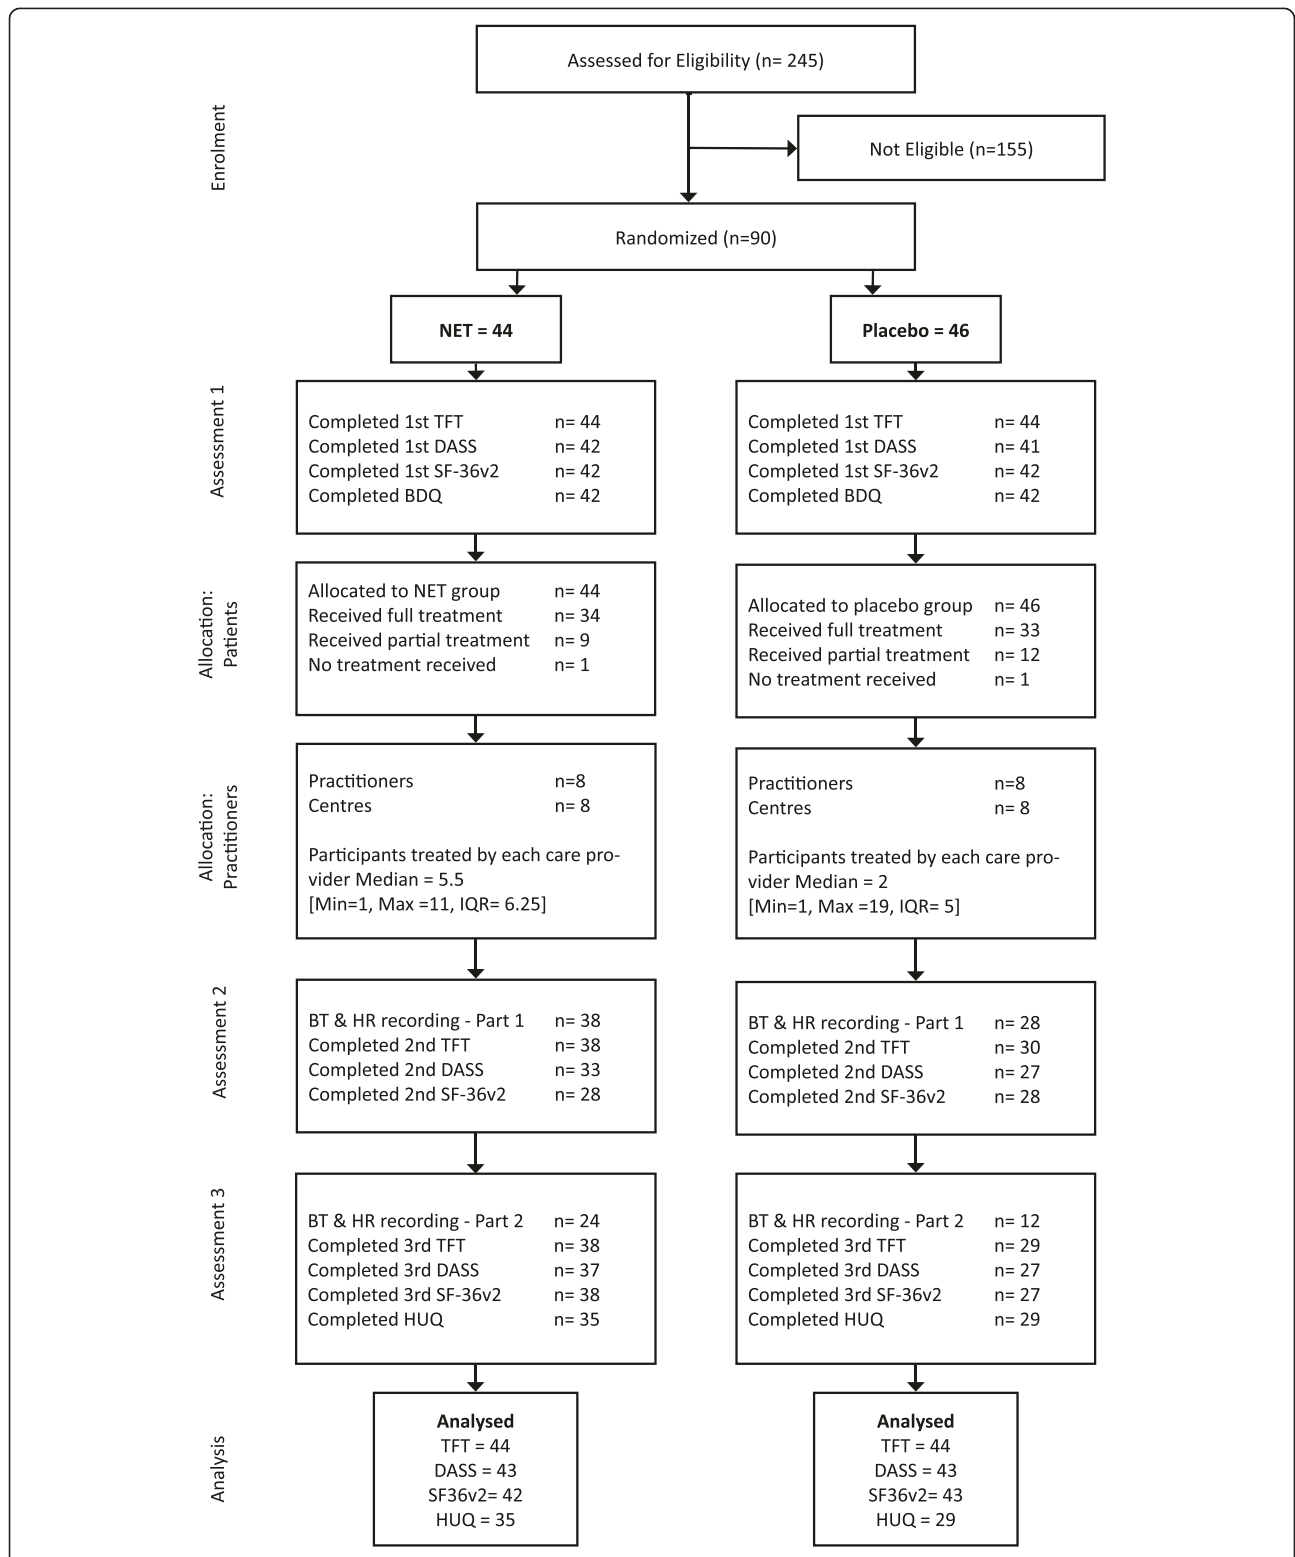 Assessed for Eligibility (n= 245)
Enrolment
Not Eligible (n=155)
Randomized (n=90)
NET = 44
Placebo = 46
Assessment 1
Completed 1st TFT n= 44
Completed 1st DASS n= 42
Completed 1st SF-36v2 n= 42
Completed BDQ n= 42
Completed 1st TFT n= 44
Completed 1st DASS n= 41
Completed 1st SF-36v2 n= 42
Completed BDQ n= 42
Allocation:
Patients
Allocated to NET group n= 44
Received full treatment n= 34
Received partial treatment n= 9
No treatment received n= 1
Allocated to placebo group n= 46
Received full treatment n= 33
Received partial treatment n= 12
No treatment received n= 1
Allocation:
Practitioners
Practitioners n=8
Centres n= 8
Participants treated by each care pro-
vider Median = 5.5
[Min=1, Max =11, IQR= 6.25]
Practitioners n=8
Centres n= 8
Participants treated by each care pro-
vider Median = 2
[Min=1, Max =19, IQR= 5]
Assessment 2
BT & HR recording - Part 1 n= 38
Completed 2nd TFT n= 38
Completed 2nd DASS n= 33
Completed 2nd SF-36v2 n= 28
BT & HR recording - Part 1 n= 28
Completed 2nd TFT n= 30
Completed 2nd DASS n= 27
Completed 2nd SF-36v2 n= 28
Assessment 3
BT & HR recording - Part 2 n= 24
Completed 3rd TFT n= 38
Completed 3rd DASS n= 37
Completed 3rd SF-36v2 n= 38
Completed HUQ n= 35
BT & HR recording - Part 2 n= 12
Completed 3rd TFT n= 29
Completed 3rd DASS n= 27
Completed 3rd SF-36v2 n= 27
Completed HUQ n= 29
Analysis
Analysed
TFT = 44
DASS = 43
SF36v2= 42
HUQ = 35
Analysed
TFT = 44
DASS = 43
SF36v2= 43
HUQ = 29